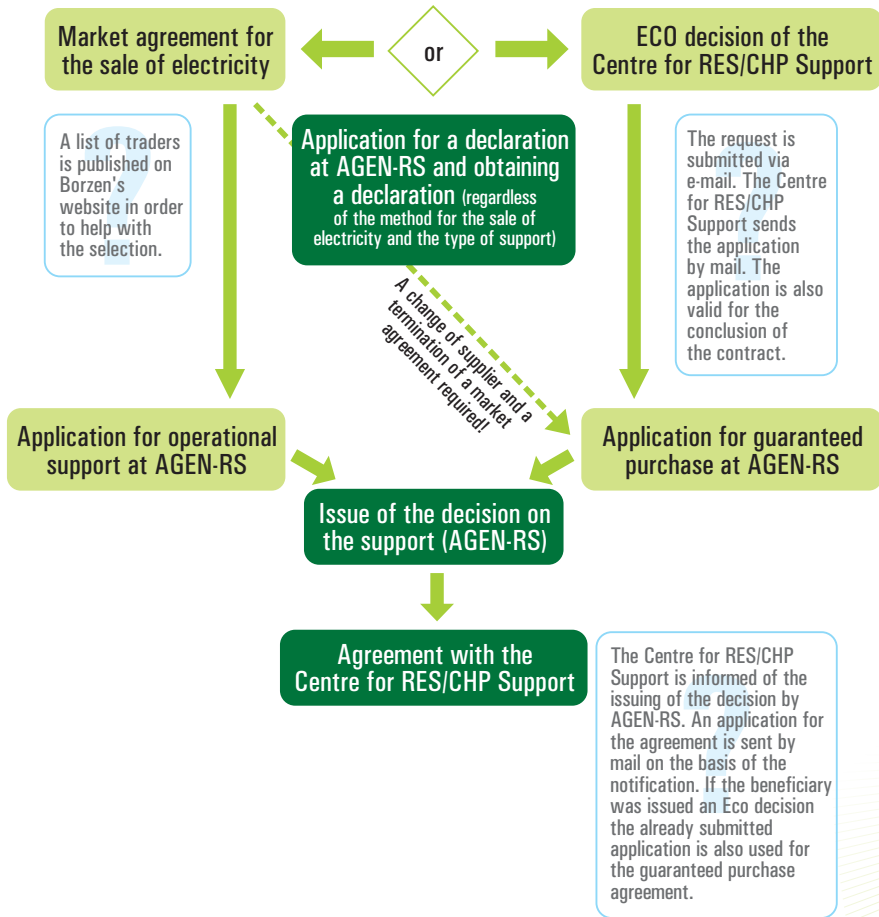 Market agreement for
the sale of electricity
or
ECO decision of the
Centre for RES/CHP Support
?
A list of traders
is published on
Borzen's
website in order
to help with
the selection.
Application for a declaration
at AGEN-RS and obtaining
a declaration (regardless
of the method for the sale of
electricity and the type of support)
?
The request is
submitted via
e-mail. The Centre
for RES/CHP
Support sends
the application
by mail. The
application is also
valid for the
conclusion of
the contract.
A change of supplier and a
termination of a market
agreement required!
Application for operational
support at AGEN-RS
Application for guaranteed
purchase at AGEN-RS
Issue of the decision on
the support (AGEN-RS)
Agreement with the
Centre for RES/CHP Support
?
The Centre for RES/CHP
Support is informed of the
issuing of the decision by
AGEN-RS. An application for
the agreement is sent by
mail on the basis of the
notification. If the beneficiary
was issued an Eco decision
the already submitted
application is also used for
the guaranteed purchase
agreement.